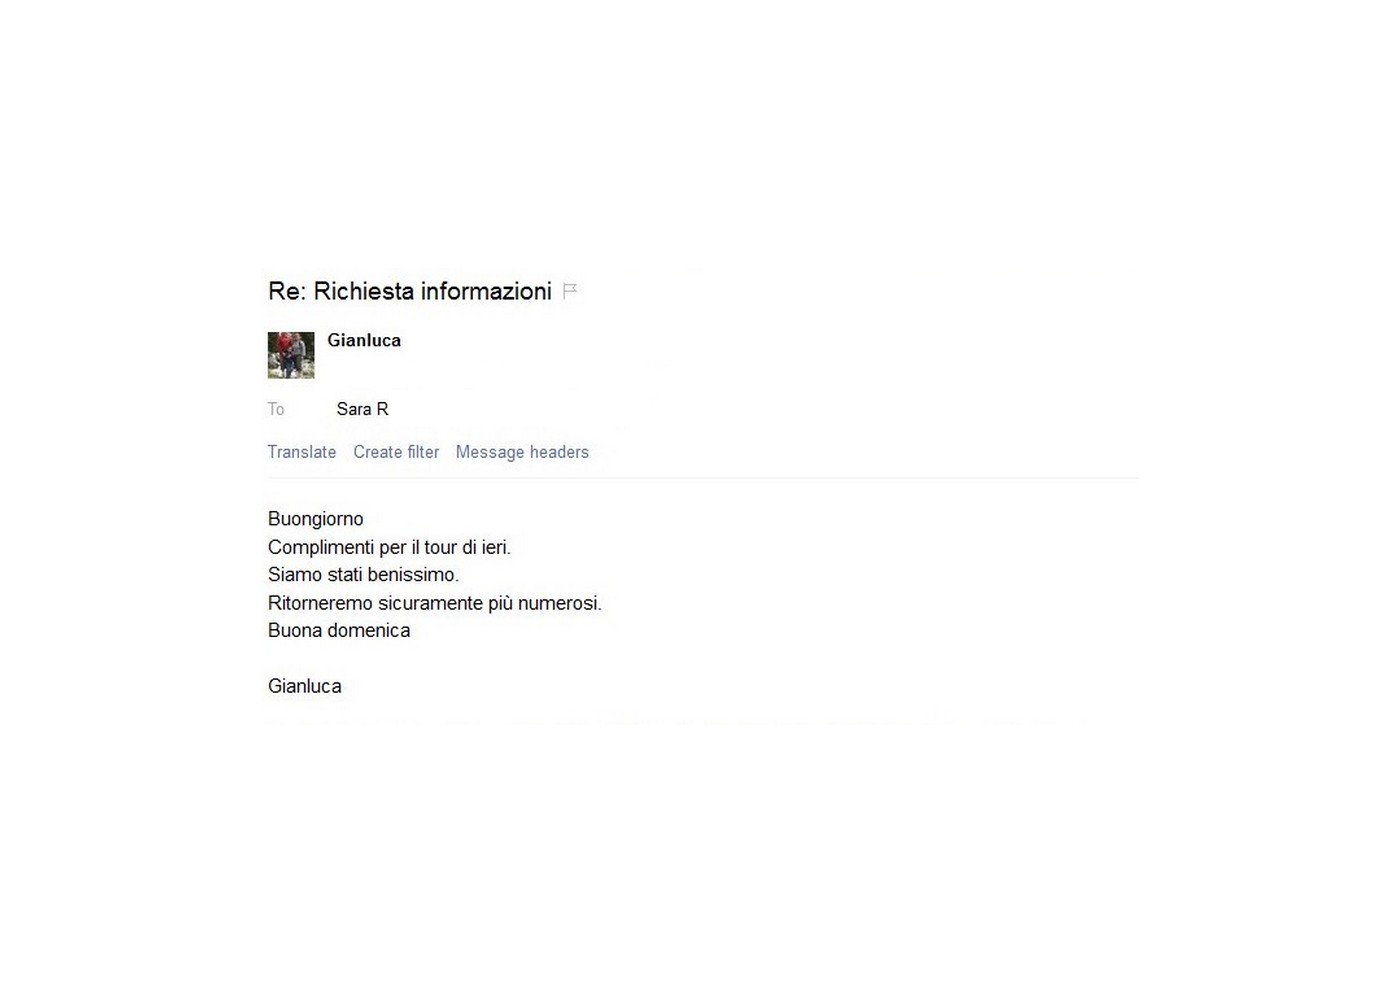 Re: Richiesta informazioni
Gianluca
To Sara R
Translate Create filter Message headers
Buongiorno
Complimenti per il tour di ieri.
Siamo stati benissimo.
Ritorneremo sicuramente più numerosi.
Buona domenica
Gianluca